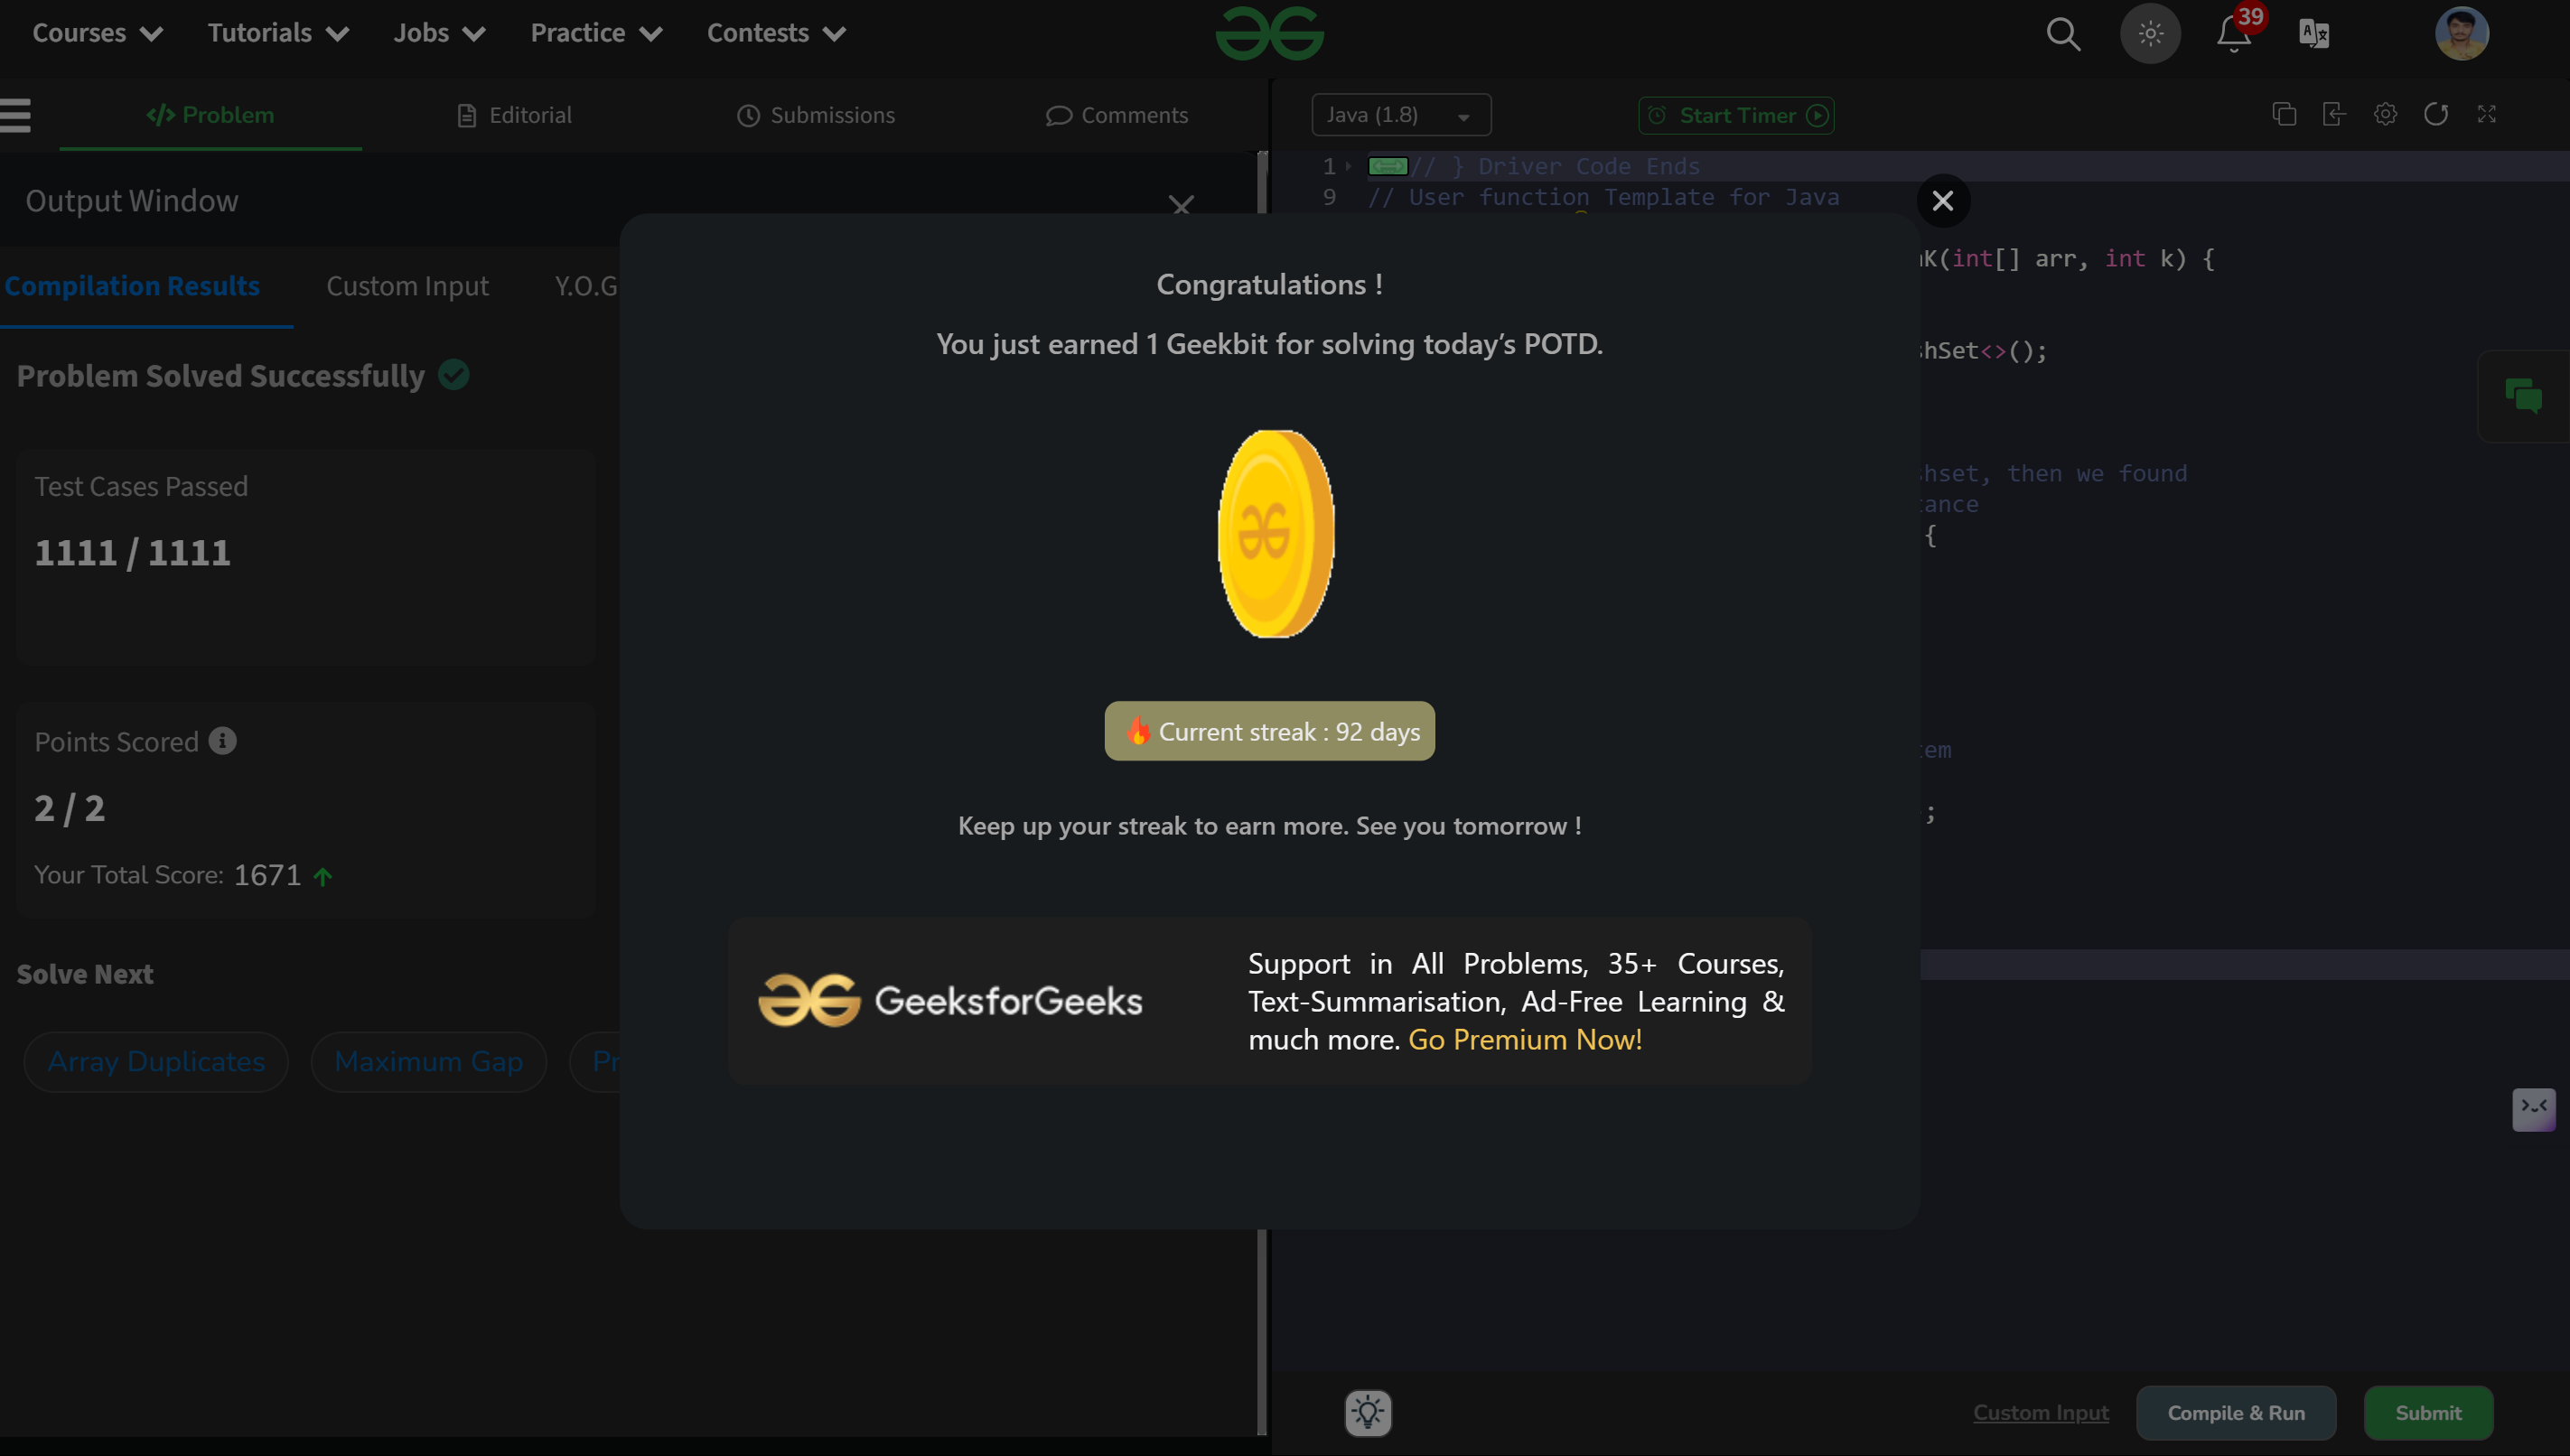 Courses Tutorials Jobs Practice Contests
39
Problem Editorial Submissions Comments
Java (1.8) Start Timer
Output Window
Compilation Results Custom Input Y.O.G
Problem Solved Successfully
Test Cases Passed
1111 / 1111
Points Scored
2 / 2
Your Total Score: 1671
Solve Next
Array Duplicates Maximum Gap
1 // } Driver Code Ends
9 // User function Template for Java
K(int[] arr, int k) {
hSet<>();
hset, then we found
tance
{
tem
;
Congratulations !
You just earned 1 Geekbit for solving today’s POTD.
Current streak : 92 days
Keep up your streak to earn more. See you tomorrow !
GeeksforGeeks
Support in All Problems, 35+ Courses,
Text-Summarisation, Ad-Free Learning &
much more. Go Premium Now!
Custom Input Compile & Run Submit